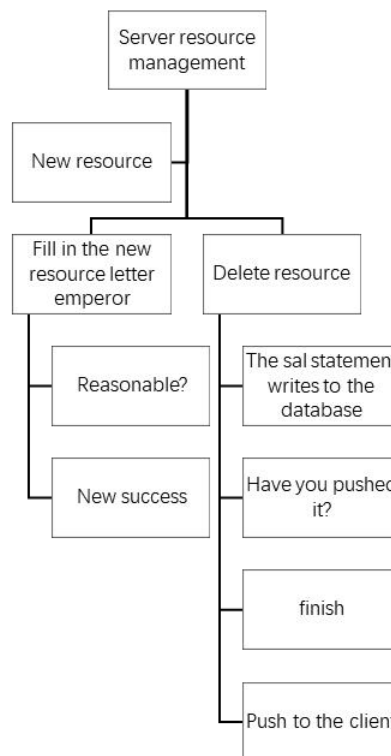 Server resource
management
New resource
Fill in the new
resource letter
emperor
Delete resource
Reasonable?
The sal statement
writes to the
database
New success
Have you pushed
it?
finish
Push to the client